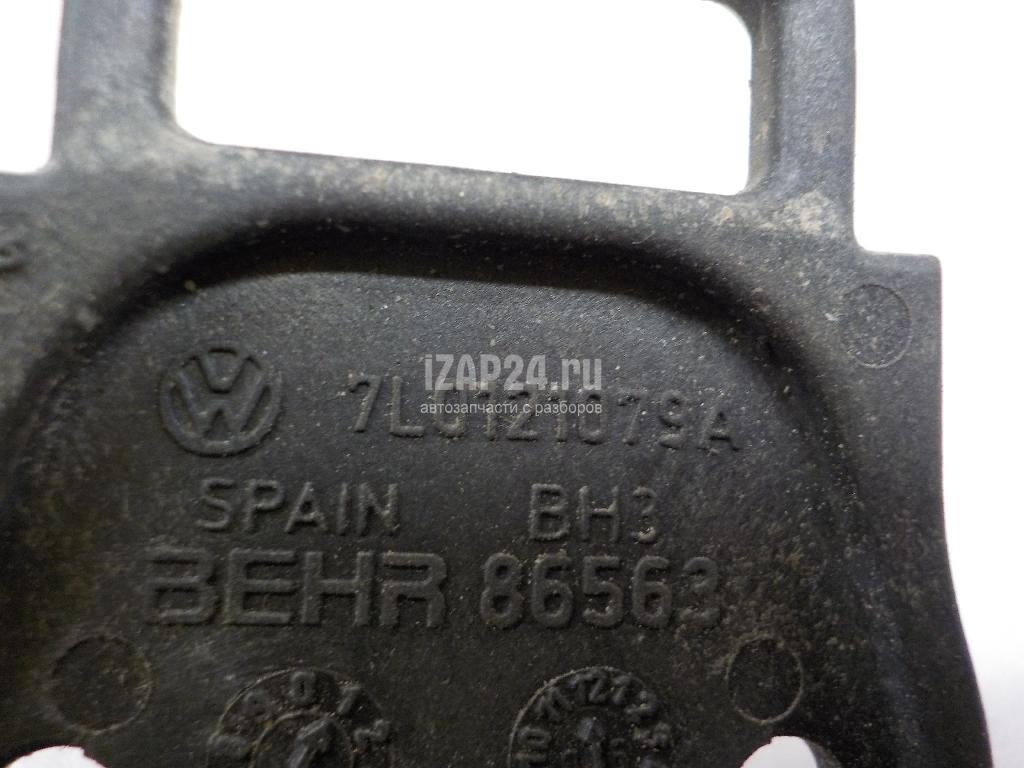 iZAP24.ru
7L0121079A
автозапчасти с разборов
SPAIN BH3
BEHR 86563